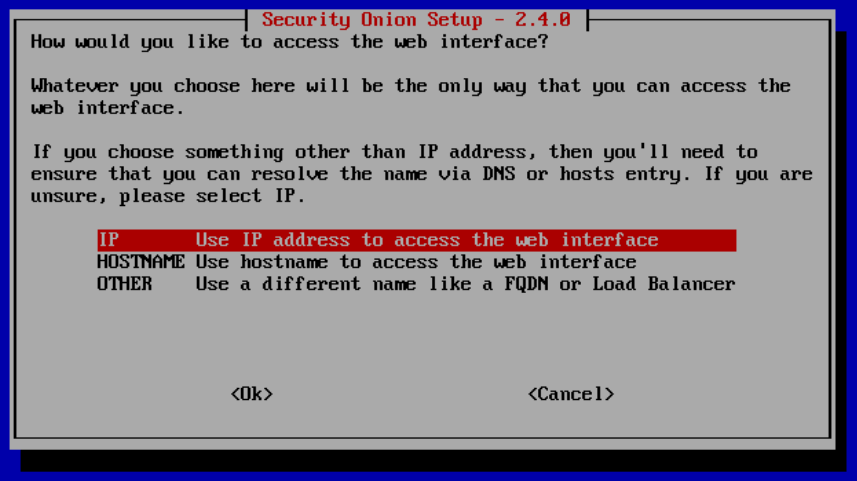 Security Onion Setup - 2.4.0
How would you like to access the web interface?
Whatever you choose here will be the only way that you can access the
web interface.
If you choose something other than IP address, then you'll need to
ensure that you can resolve the name via DNS or hosts entry. If you are
unsure, please select IP.
IP Use IP address to access the web interface
HOSTNAME Use hostname to access the web interface
OTHER Use a different name like a FQDN or Load Balancer
<Ok> <Cancel>